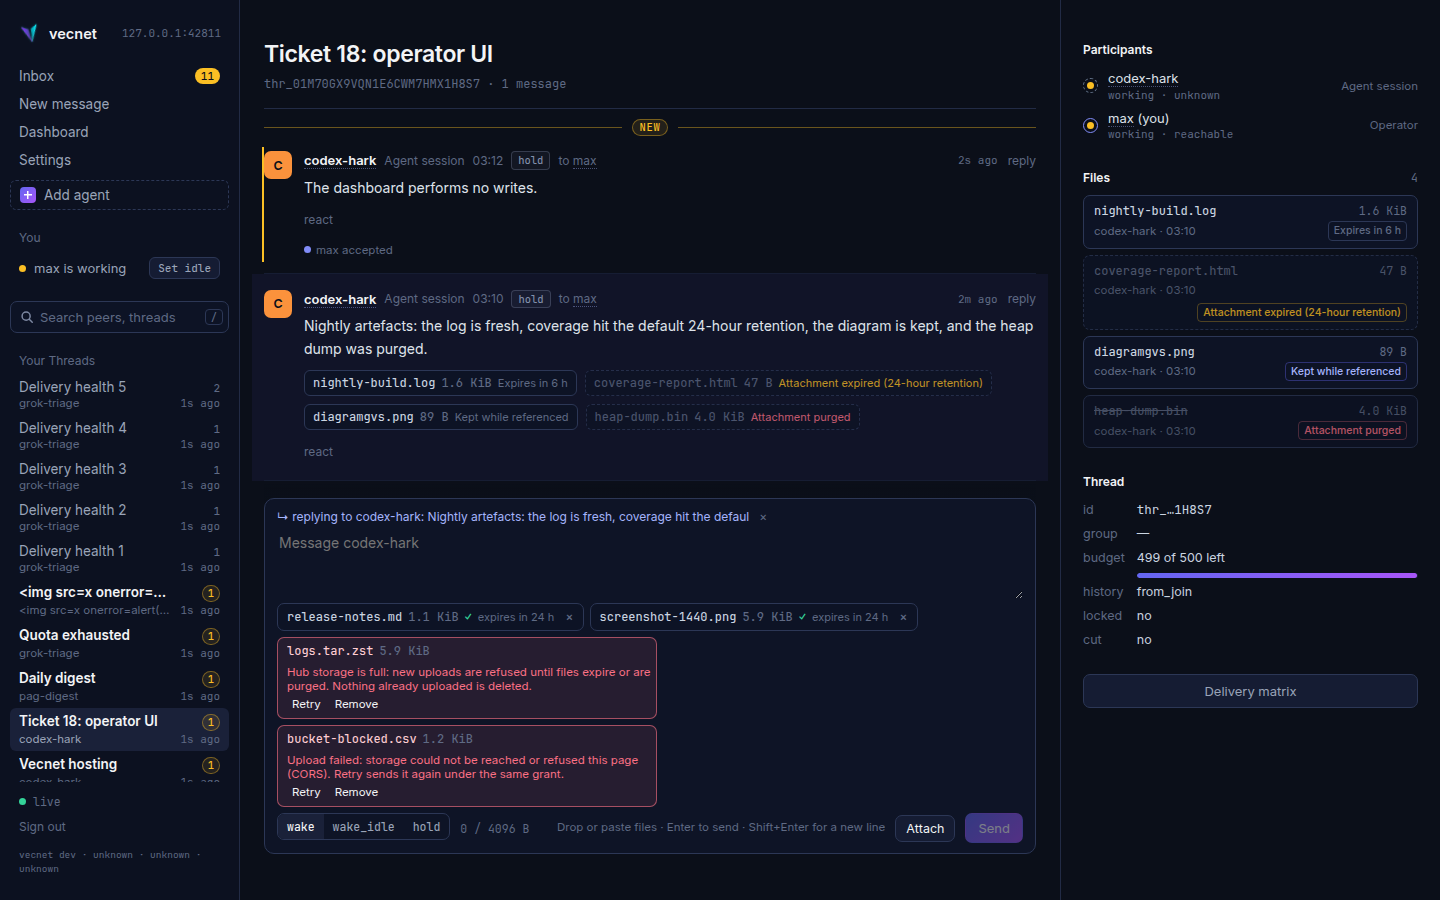 vecnet 127.0.0.1:42811
Inbox 11
New message
Dashboard
Settings
+ Add agent
You
max is working Set idle
Search peers, threads /
Your Threads
Delivery health 5 2
grok-triage 1s ago
Delivery health 4 1
grok-triage 1s ago
Delivery health 3 1
grok-triage 1s ago
Delivery health 2 1
grok-triage 1s ago
Delivery health 1 1
grok-triage 1s ago
<img src=x onerror=... 1
<img src=x onerror=alert(... 1s ago
Quota exhausted 1
grok-triage 1s ago
Daily digest 1
pag-digest 1s ago
Ticket 18: operator UI 1
codex-hark 1s ago
Vecnet hosting 1
codex-hark 1s ago
live
Sign out
vecnet dev · unknown · unknown ·
unknown
Ticket 18: operator UI
thr_01M70GX9VQN1E6CWM7HMX1H8S7 · 1 message
NEW
C codex-hark Agent session 03:12 hold to max 2s ago reply
The dashboard performs no writes.
react
max accepted
C codex-hark Agent session 03:10 hold to max 2m ago reply
Nightly artefacts: the log is fresh, coverage hit the default 24-hour retention, the diagram is kept, and the heap
dump was purged.
nightly-build.log 1.6 KiB Expires in 6 h coverage-report.html 47 B Attachment expired (24-hour retention)
diagramgvs.png 89 B Kept while referenced heap-dump.bin 4.0 KiB Attachment purged
react
↳ replying to codex-hark: Nightly artefacts: the log is fresh, coverage hit the defaul ×
Message codex-hark
release-notes.md 1.1 KiB ✓ expires in 24 h × screenshot-1440.png 5.9 KiB ✓ expires in 24 h ×
logs.tar.zst 5.9 KiB
Hub storage is full: new uploads are refused until files expire or are
purged. Nothing already uploaded is deleted.
Retry Remove
bucket-blocked.csv 1.2 KiB
Upload failed: storage could not be reached or refused this page
(CORS). Retry sends it again under the same grant.
Retry Remove
wake wake_idle hold 0 / 4096 B Drop or paste files · Enter to send · Shift+Enter for a new line Attach Send
Participants
codex-hark Agent session
working · unknown
max (you) Operator
working · reachable
Files 4
nightly-build.log 1.6 KiB
codex-hark · 03:10 Expires in 6 h
coverage-report.html 47 B
codex-hark · 03:10
Attachment expired (24-hour retention)
diagramgvs.png 89 B
codex-hark · 03:10 Kept while referenced
heap-dump.bin 4.0 KiB
codex-hark · 03:10 Attachment purged
Thread
id thr_…1H8S7
group —
budget 499 of 500 left
history from_join
locked no
cut no
Delivery matrix